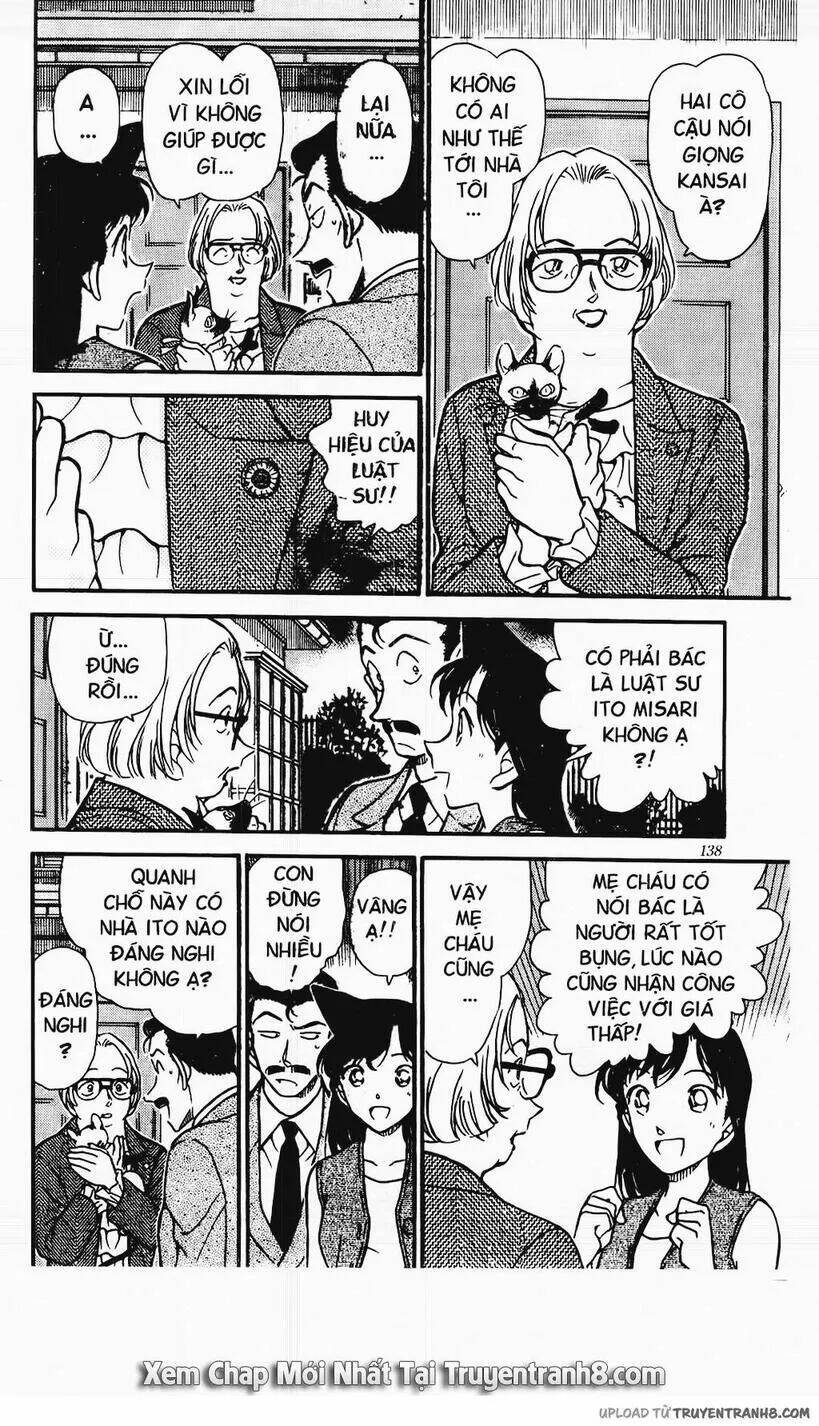 HAI CÔ
CẬU NÓI
GIỌNG
KANSAI
À?
KHÔNG
CÓ AI
NHƯ THẾ
TỚI NHÀ
TÔI
...
LẠI
NỮA
...
XIN LỖI
VÌ KHÔNG
GIÚP ĐƯỢC
GÌ...
A
...
HUY
HIỆU CỦA
LUẬT
SƯ!!
CÓ PHẢI BÁC
LÀ LUẬT SƯ
ITO MISARI
KHÔNG Ạ
?!
Ừ...
ĐÚNG
RỒI...
138
MẸ CHÁU CÓ
NÓI BÁC LÀ
NGƯỜI RẤT TỐT
BỤNG, LÚC NÀO
CŨNG NHẬN CÔNG
VIỆC VỚI GIÁ
THẤP!
VẬY
MẸ
CHÁU
CŨNG
...
VÂNG
Ạ!!
CON
ĐỪNG
NÓI
NHIỀU
!
QUANH
CHỖ NÀY CÓ
NHÀ ITO NÀO
ĐÁNG NGHI
KHÔNG Ạ?
ĐÁNG
NGHI
?
Xem Chap Mới Nhất Tại Truyentranh8.com
UPLOAD TỪ TRUYENTRANH8.COM